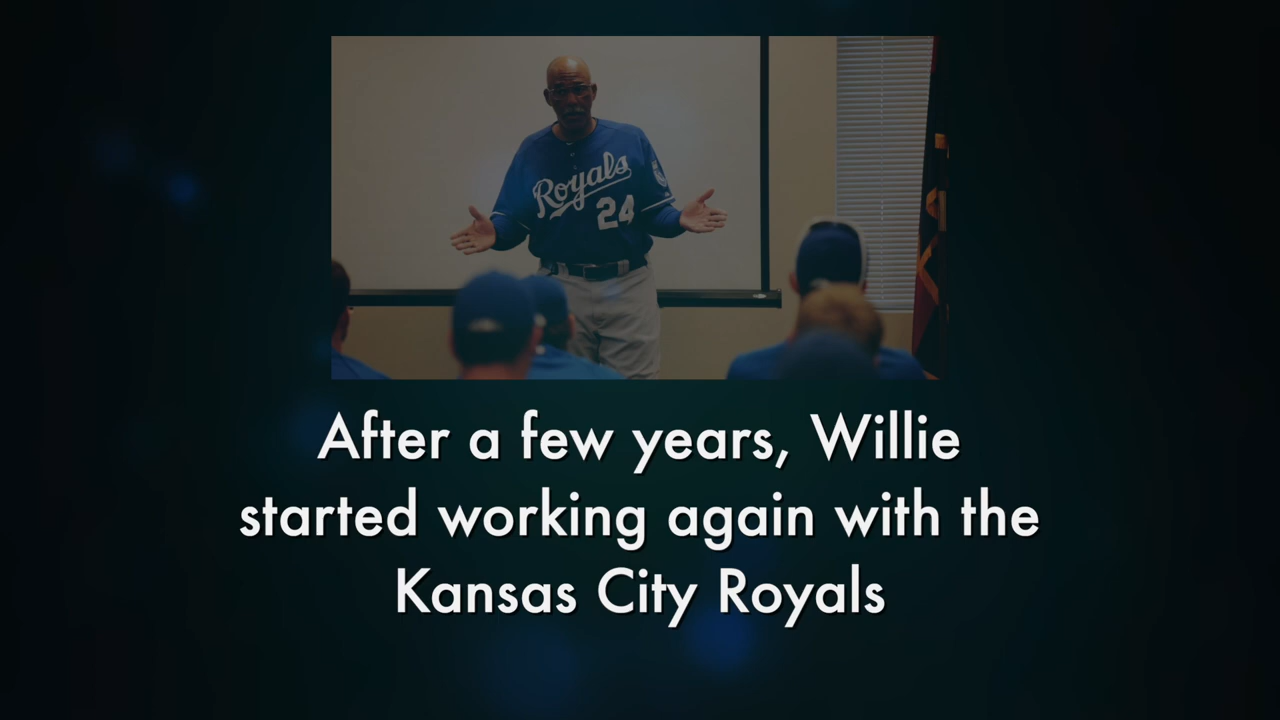 Royals
24
After a few years, Willie
started working again with the
Kansas City Royals